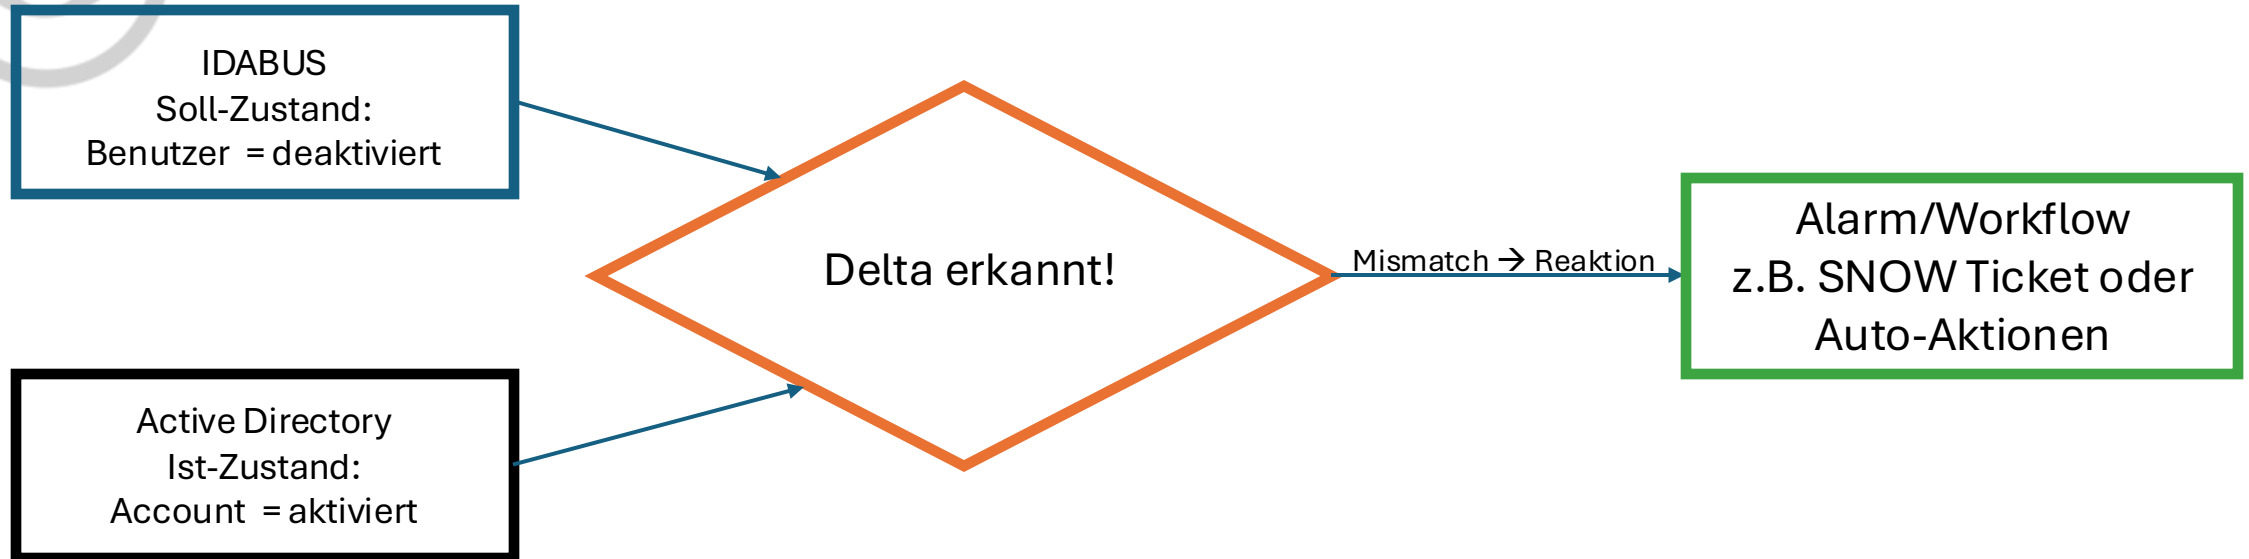 IDABUS
Soll-Zustand:
Benutzer = deaktiviert
Delta erkannt!
Mismatch → Reaktion
Alarm/Workflow
z.B. SNOW Ticket oder
Auto-Aktionen
Active Directory
Ist-Zustand:
Account = aktiviert